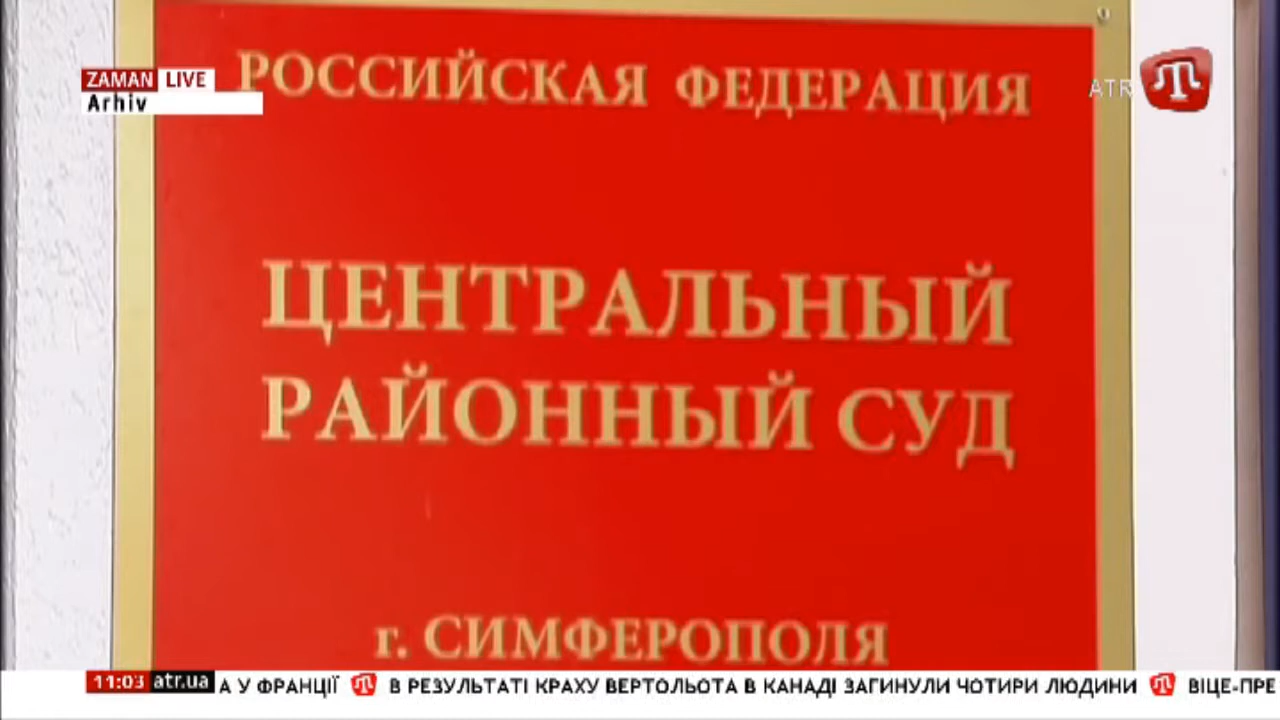 ZAMAN LIVE
Arhiv
ATR
РОССИЙСКАЯ ФЕДЕРАЦИЯ
ЦЕНТРАЛЬНЫЙ
РАЙОННЫЙ СУД
г. СИМФЕРОПОЛЯ
11:03 atr.ua А У ФРАНЦІЇ В РЕЗУЛЬТАТІ КРАХУ ВЕРТОЛЬОТА В КАНАДІ ЗАГИНУЛИ ЧОТИРИ ЛЮДИНИ ВІЦЕ-ПРЕ